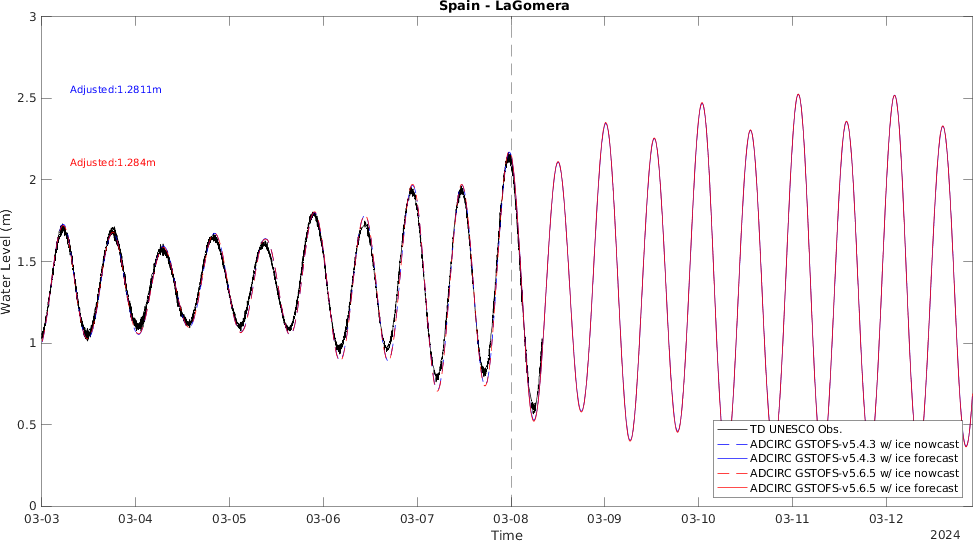 Spain - LaGomera
3
2.5
2
1.5
1
0.5
0
Water Level (m)
Adjusted:1.2811m
Adjusted:1.284m
TD UNESCO Obs.
ADCIRC GSTOFS-v5.4.3 w/ ice nowcast
ADCIRC GSTOFS-v5.4.3 w/ ice forecast
ADCIRC GSTOFS-v5.6.5 w/ ice nowcast
ADCIRC GSTOFS-v5.6.5 w/ ice forecast
03-03 03-04 03-05 03-06 03-07 03-08 03-09 03-10 03-11 03-12
Time
2024